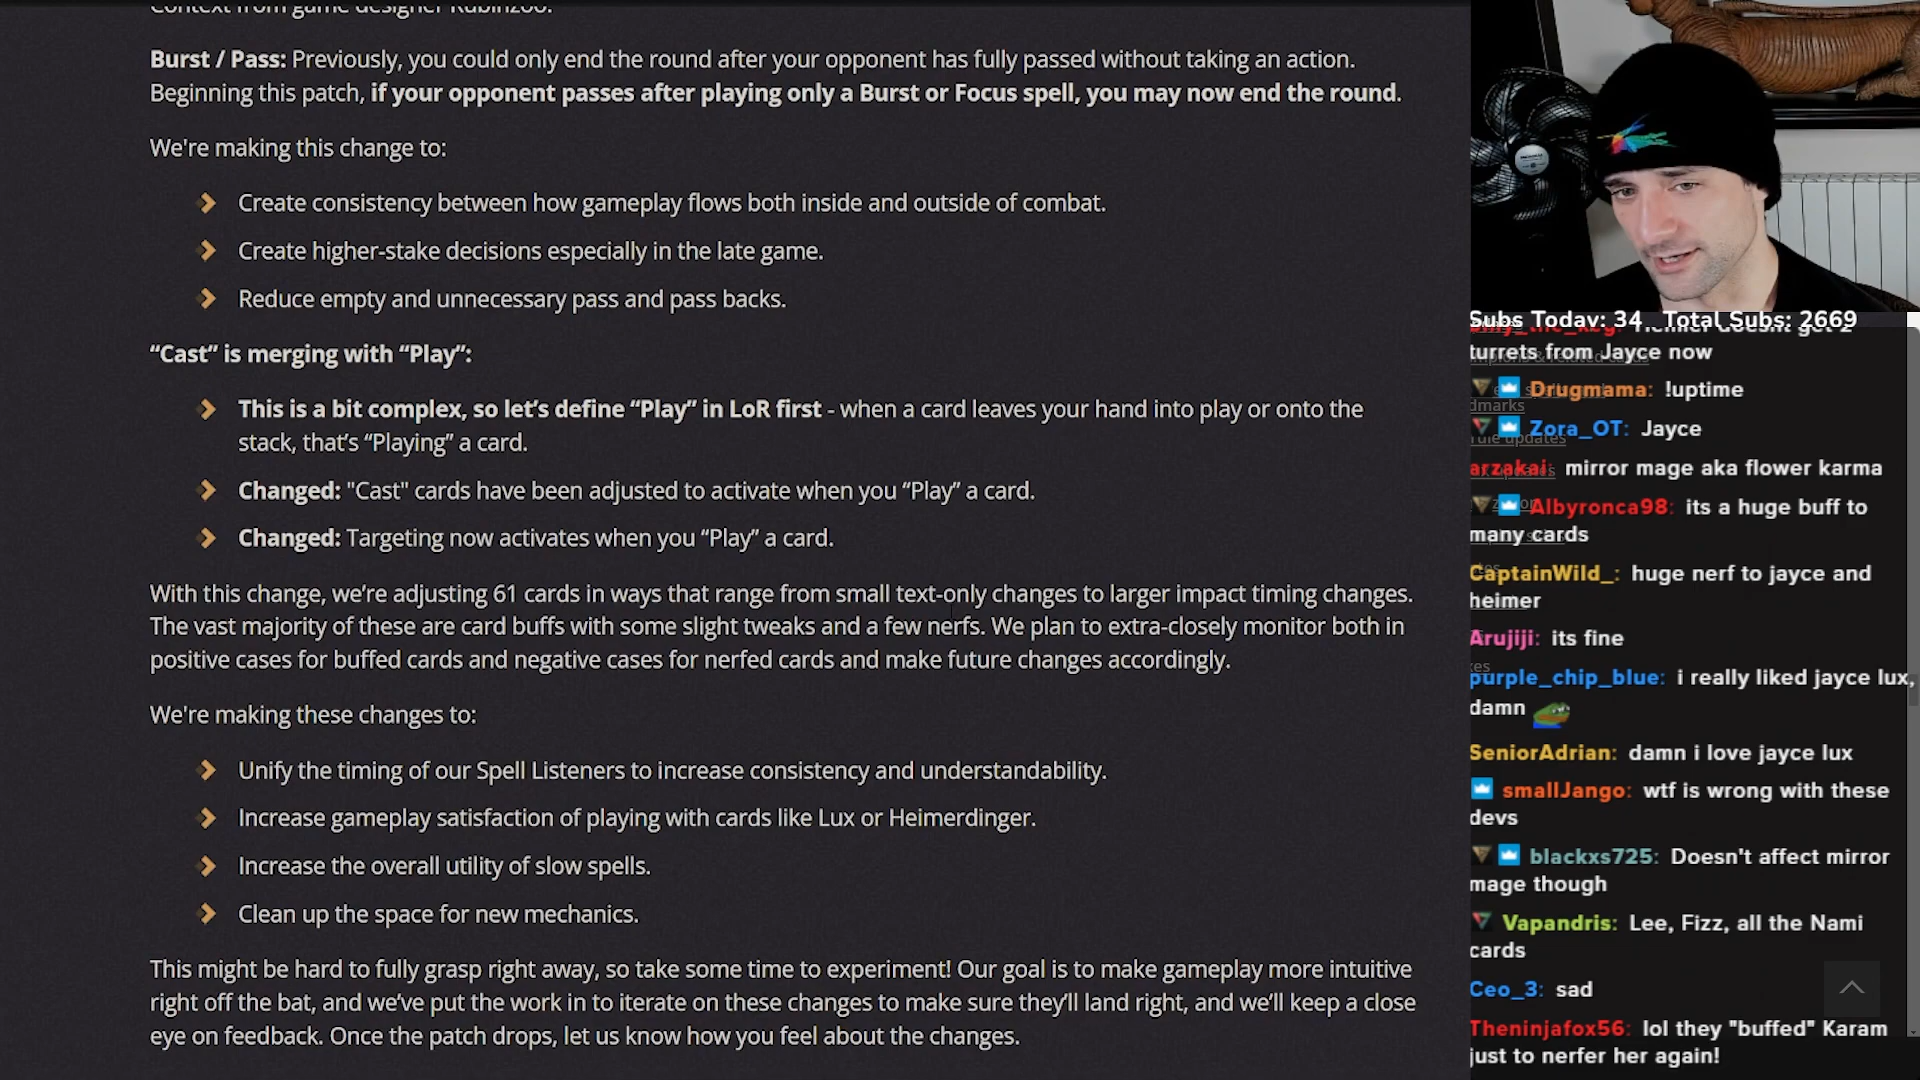 Context from game designer Rubinzoo.
Burst / Pass: Previously, you could only end the round after your opponent has fully passed without taking an action.
Beginning this patch, if your opponent passes after playing only a Burst or Focus spell, you may now end the round.
We're making this change to:
Create consistency between how gameplay flows both inside and outside of combat.
Create higher-stake decisions especially in the late game.
Reduce empty and unnecessary pass and pass backs.
“Cast” is merging with “Play”:
This is a bit complex, so let’s define “Play” in LoR first - when a card leaves your hand into play or onto the
stack, that’s “Playing” a card.
Changed: "Cast" cards have been adjusted to activate when you “Play” a card.
Changed: Targeting now activates when you “Play” a card.
With this change, we’re adjusting 61 cards in ways that range from small text-only changes to larger impact timing changes.
The vast majority of these are card buffs with some slight tweaks and a few nerfs. We plan to extra-closely monitor both in
positive cases for buffed cards and negative cases for nerfed cards and make future changes accordingly.
We're making these changes to:
Unify the timing of our Spell Listeners to increase consistency and understandability.
Increase gameplay satisfaction of playing with cards like Lux or Heimerdinger.
Increase the overall utility of slow spells.
Clean up the space for new mechanics.
This might be hard to fully grasp right away, so take some time to experiment! Our goal is to make gameplay more intuitive
right off the bat, and we’ve put the work in to iterate on these changes to make sure they’ll land right, and we’ll keep a close
eye on feedback. Once the patch drops, let us know how you feel about the changes.
Subs Today: 34 Total Subs: 2669
turrets from Jayce now
Drugmama: !uptime
Zora_OT: Jayce
rule updates
arzakai: mirror mage aka flower karma
Albyronca98: its a huge buff to
many cards
CaptainWild_: huge nerf to jayce and
heimer
Arujiji: its fine
purple_chip_blue: i really liked jayce lux,
damn
SeniorAdrian: damn i love jayce lux
smallJango: wtf is wrong with these
devs
blackxs725: Doesn't affect mirror
mage though
Vapandris: Lee, Fizz, all the Nami
cards
Ceo_3: sad
Theninjafox56: lol they "buffed" Karam
just to nerfer her again!